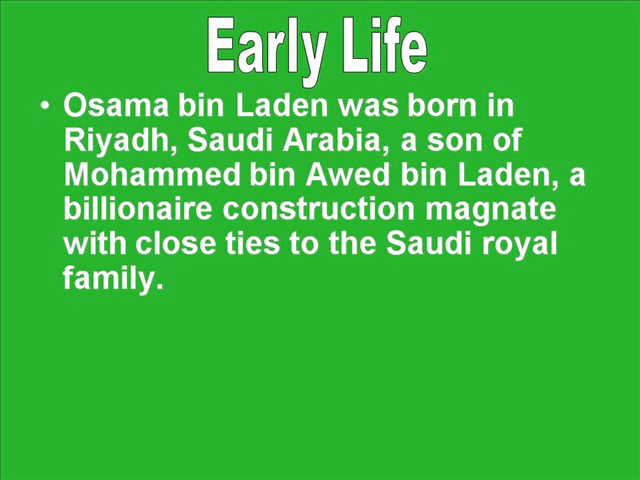 Early Life
• Osama bin Laden was born in
Riyadh, Saudi Arabia, a son of
Mohammed bin Awed bin Laden, a
billionaire construction magnate
with close ties to the Saudi royal
family.